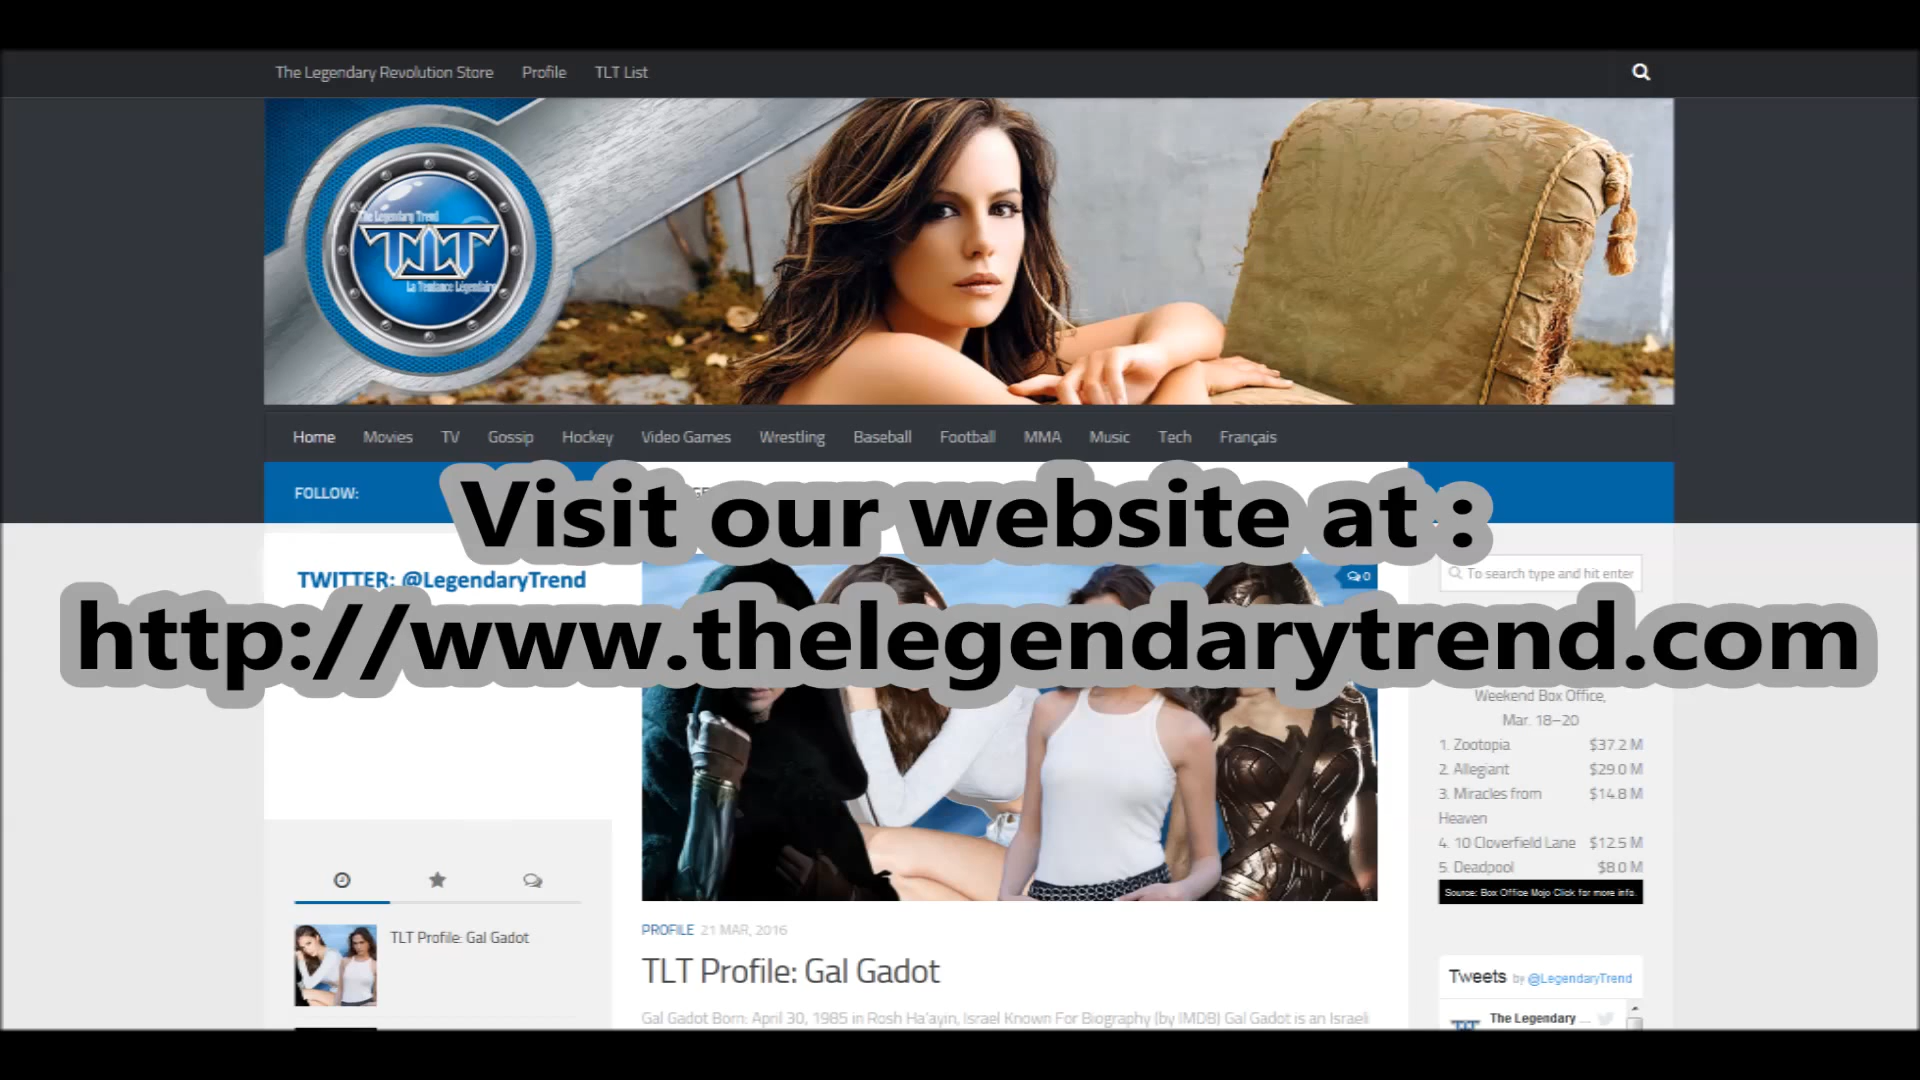 The Legendary Revolution Store Profile TLT List
The Legendary Trend
TLT
La Tendance Légendaire
Home Movies TV Gossip Hockey Video Games Wrestling Baseball Football MMA Music Tech Français
FOLLOW:
Visit our website at :
http://www.thelegendarytrend.com
TWITTER: @LegendaryTrend
0
To search type and hit enter
Weekend Box Office,
Mar. 18–20
1. Zootopia $37.2 M
2. Allegiant $29.0 M
3. Miracles from $14.8 M
Heaven
4. 10 Cloverfield Lane $12.5 M
5. Deadpool $8.0 M
Source: Box Office Mojo Click for more info.
TLT Profile: Gal Gadot
PROFILE 21 MAR, 2016
TLT Profile: Gal Gadot
Gal Gadot Born: April 30, 1985 in Rosh Ha'ayin, Israel Known For Biography (by IMDB) Gal Gadot is an Israeli
Tweets by @LegendaryTrend
The Legendary ...